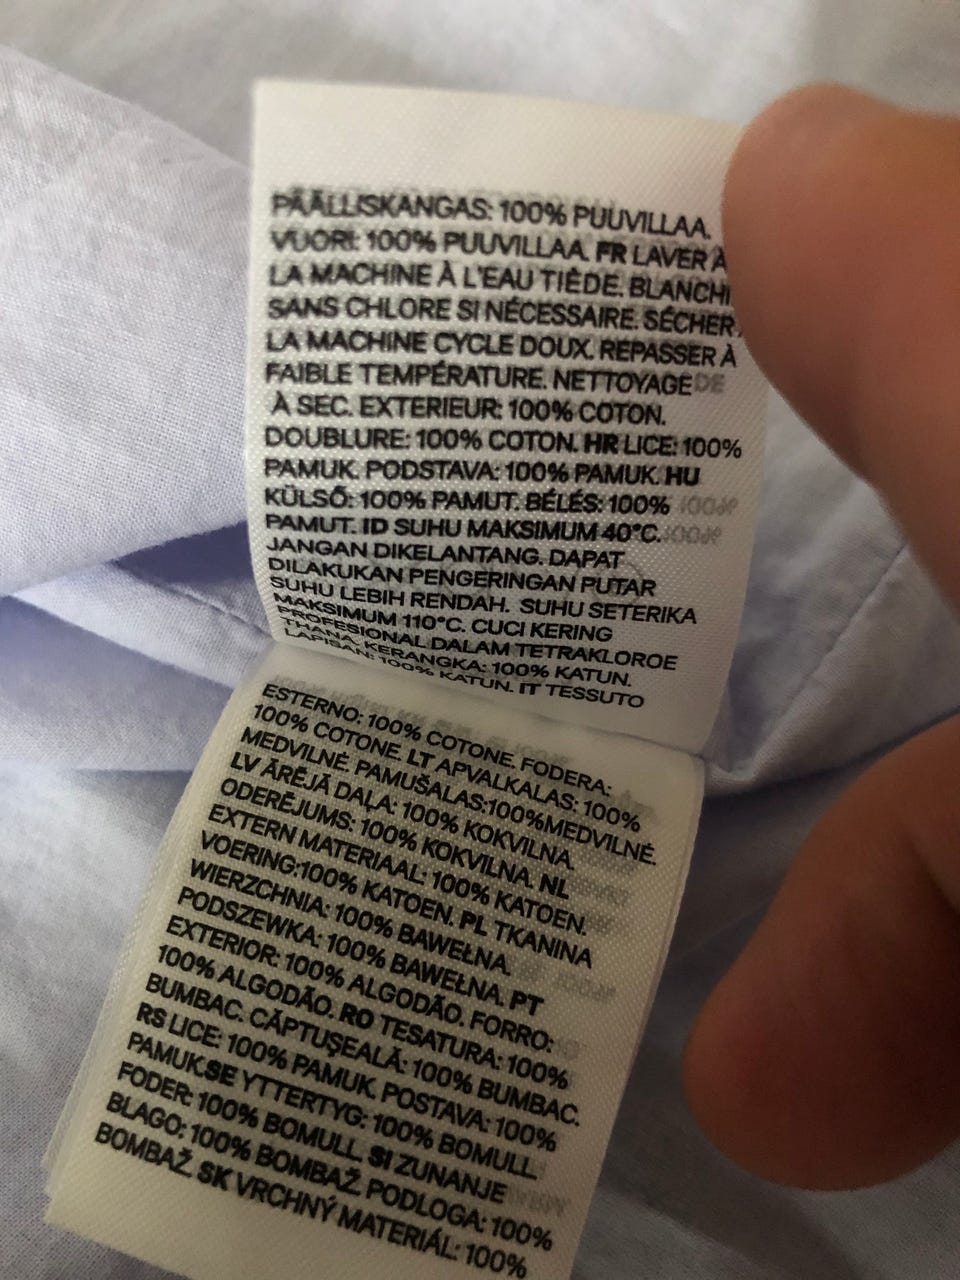 PÄÄLLISKANGAS: 100% PUUVILLAA.
VUORI: 100% PUUVILLAA. FR LAVER À
LA MACHINE À L'EAU TIÈDE. BLANCHI
SANS CHLORE SI NÉCESSAIRE. SÉCHER
LA MACHINE CYCLE DOUX. REPASSER À
FAIBLE TEMPÉRATURE. NETTOYAGE
À SEC. EXTERIEUR: 100% COTON.
DOUBLURE: 100% COTON. HR LICE: 100%
PAMUK. PODSTAVA: 100% PAMUK. HU
KÜLSŐ: 100% PAMUT. BÉLÉS: 100%
PAMUT. ID SUHU MAKSIMUM 40°C.
JANGAN DIKELANTANG. DAPAT
DILAKUKAN PENGERINGAN PUTAR
SUHU LEBIH RENDAH. SUHU SETERIKA
MAKSIMUM 110°C. CUCI KERING
PROFESIONAL DALAM TETRAKLOROE
THANA. KERANGKA: 100% KATUN.
LAPISAN: 100% KATUN. IT TESSUTO
ESTERNO: 100% COTONE. FODERA:
100% COTONE. LT APVALKALAS: 100%
MEDVILNĖ. PAMUŠALAS:100%MEDVILNĖ.
LV ĀRĒJĀ DAĻA: 100% KOKVILNA.
ODERĒJUMS: 100% KOKVILNA. NL
EXTERN MATERIAAL: 100% KATOEN.
VOERING:100% KATOEN. PL TKANINA
WIERZCHNIA: 100% BAWEŁNA.
PODSZEWKA: 100% BAWEŁNA. PT
EXTERIOR: 100% ALGODÃO. FORRO:
100% ALGODÃO. RO TESATURA: 100%
BUMBAC. CĂPTUŞEALĂ: 100% BUMBAC.
RS LICE: 100% PAMUK. POSTAVA: 100%
PAMUK.SE YTTERTYG: 100% BOMULL.
FODER: 100% BOMULL. SI ZUNANJE
BLAGO: 100% BOMBAŽ. PODLOGA: 100%
BOMBAŽ. SK VRCHNÝ MATERIÁL: 100%